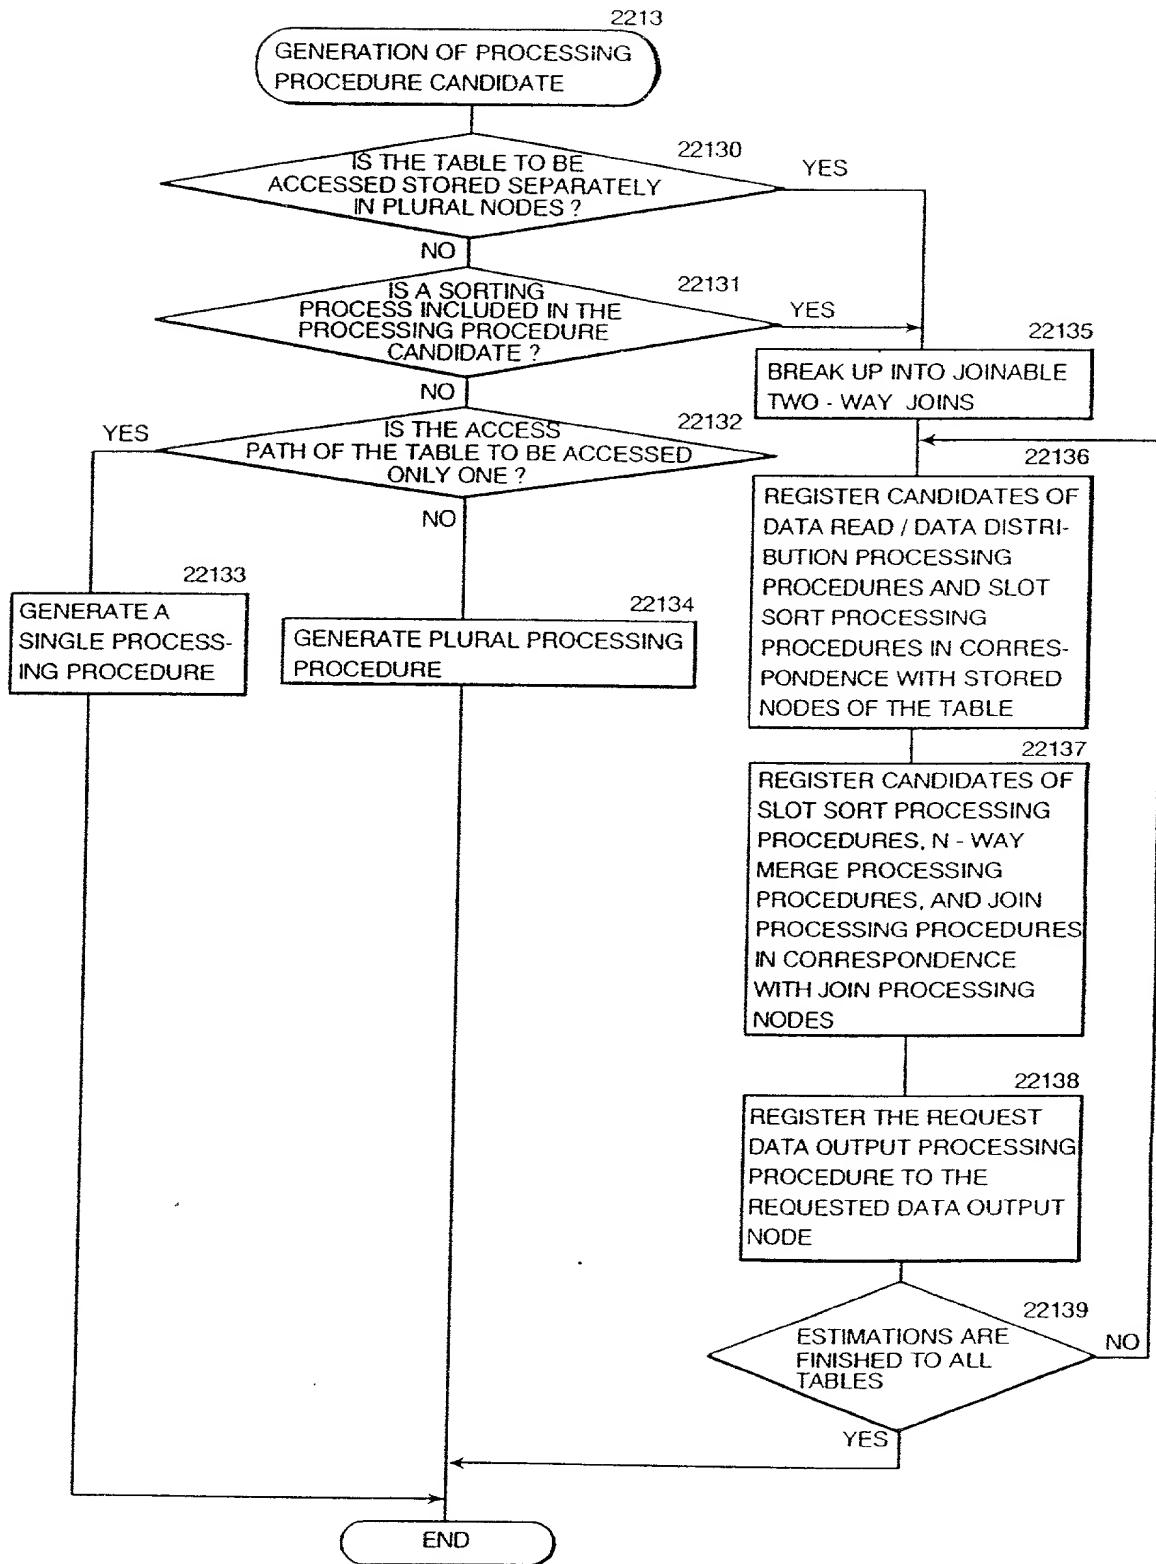 2213
GENERATION OF PROCESSING
PROCEDURE CANDIDATE
22130
IS THE TABLE TO BE
ACCESSED STORED SEPARATELY
IN PLURAL NODES ?
YES
NO
22131
IS A SORTING
PROCESS INCLUDED IN THE
PROCESSING PROCEDURE
CANDIDATE ?
YES
NO
22132
IS THE ACCESS
PATH OF THE TABLE TO BE ACCESSED
ONLY ONE ?
YES
NO
22133
GENERATE A
SINGLE PROCESS-
ING PROCEDURE
22134
GENERATE PLURAL PROCESSING
PROCEDURE
22135
BREAK UP INTO JOINABLE
TWO - WAY JOINS
22136
REGISTER CANDIDATES OF
DATA READ / DATA DISTRI-
BUTION PROCESSING
PROCEDURES AND SLOT
SORT PROCESSING
PROCEDURES IN CORRES-
PONDENCE WITH STORED
NODES OF THE TABLE
22137
REGISTER CANDIDATES OF
SLOT SORT PROCESSING
PROCEDURES, N - WAY
MERGE PROCESSING
PROCEDURES, AND JOIN
PROCESSING PROCEDURES
IN CORRESPONDENCE
WITH JOIN PROCESSING
NODES
22138
REGISTER THE REQUEST
DATA OUTPUT PROCESSING
PROCEDURE TO THE
REQUESTED DATA OUTPUT
NODE
22139
ESTIMATIONS ARE
FINISHED TO ALL
TABLES
NO
YES
END